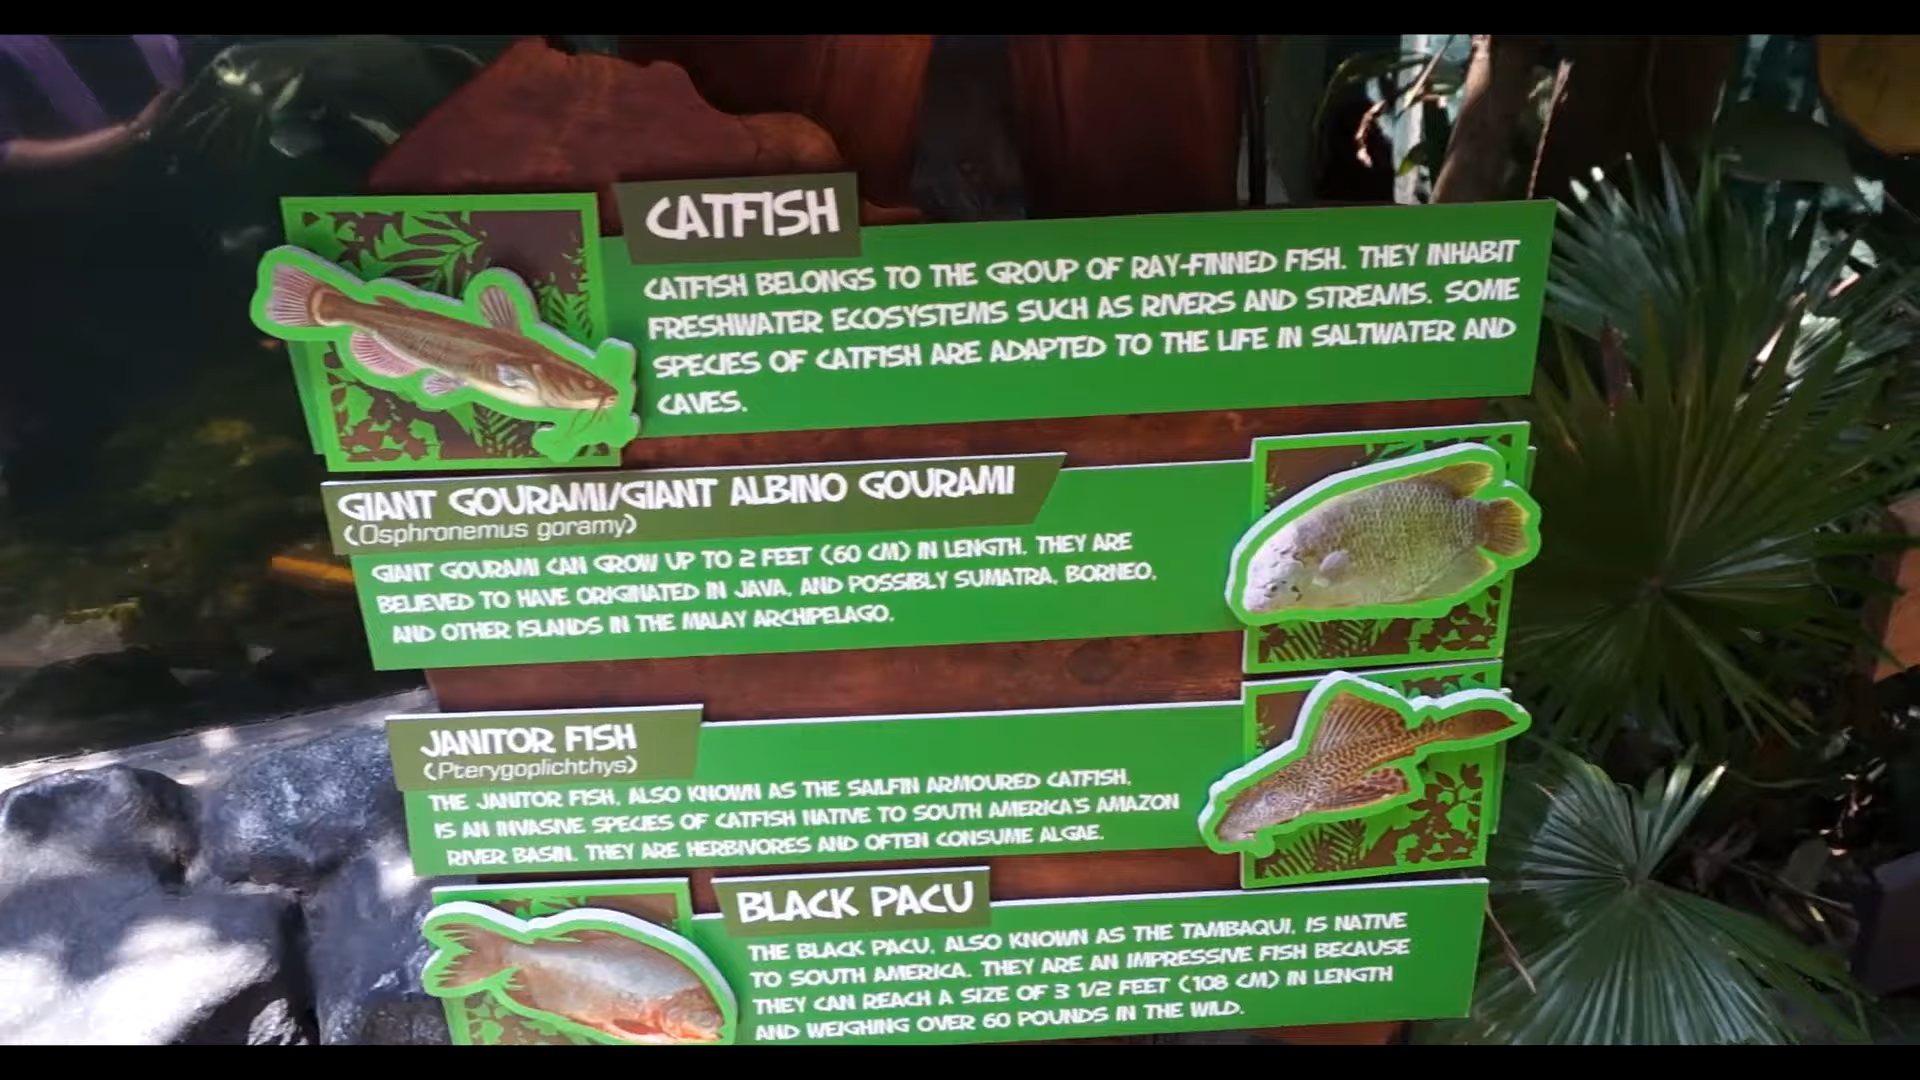 CATFISH
CATFISH BELONGS TO THE GROUP OF RAY-FINNED FISH. THEY INHABIT
FRESHWATER ECOSYSTEMS SUCH AS RIVERS AND STREAMS. SOME
SPECIES OF CATFISH ARE ADAPTED TO THE LIFE IN SALTWATER AND
CAVES.
GIANT GOURAMI/GIANT ALBINO GOURAMI
(Osphronemus goramy)
GIANT GOURAMI CAN GROW UP TO 2 FEET (60 CM) IN LENGTH. THEY ARE
BELIEVED TO HAVE ORIGINATED IN JAVA, AND POSSIBLY SUMATRA, BORNEO,
AND OTHER ISLANDS IN THE MALAY ARCHIPELAGO.
JANITOR FISH
(Pterygoplichthys)
THE JANITOR FISH, ALSO KNOWN AS THE SAILFIN ARMOURED CATFISH,
IS AN INVASIVE SPECIES OF CATFISH NATIVE TO SOUTH AMERICA'S AMAZON
RIVER BASIN. THEY ARE HERBIVORES AND OFTEN CONSUME ALGAE.
BLACK PACU
THE BLACK PACU, ALSO KNOWN AS THE TAMBAQUI, IS NATIVE
TO SOUTH AMERICA. THEY ARE AN IMPRESSIVE FISH BECAUSE
THEY CAN REACH A SIZE OF 3 1/2 FEET (108 CM) IN LENGTH
AND WEIGHING OVER 60 POUNDS IN THE WILD.